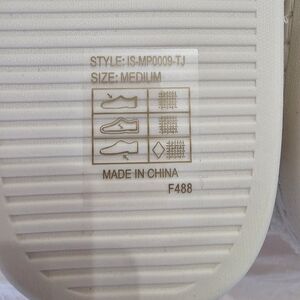 STYLE: IS-MP0009-TJ
SIZE: MEDIUM
MADE IN CHINA
F488